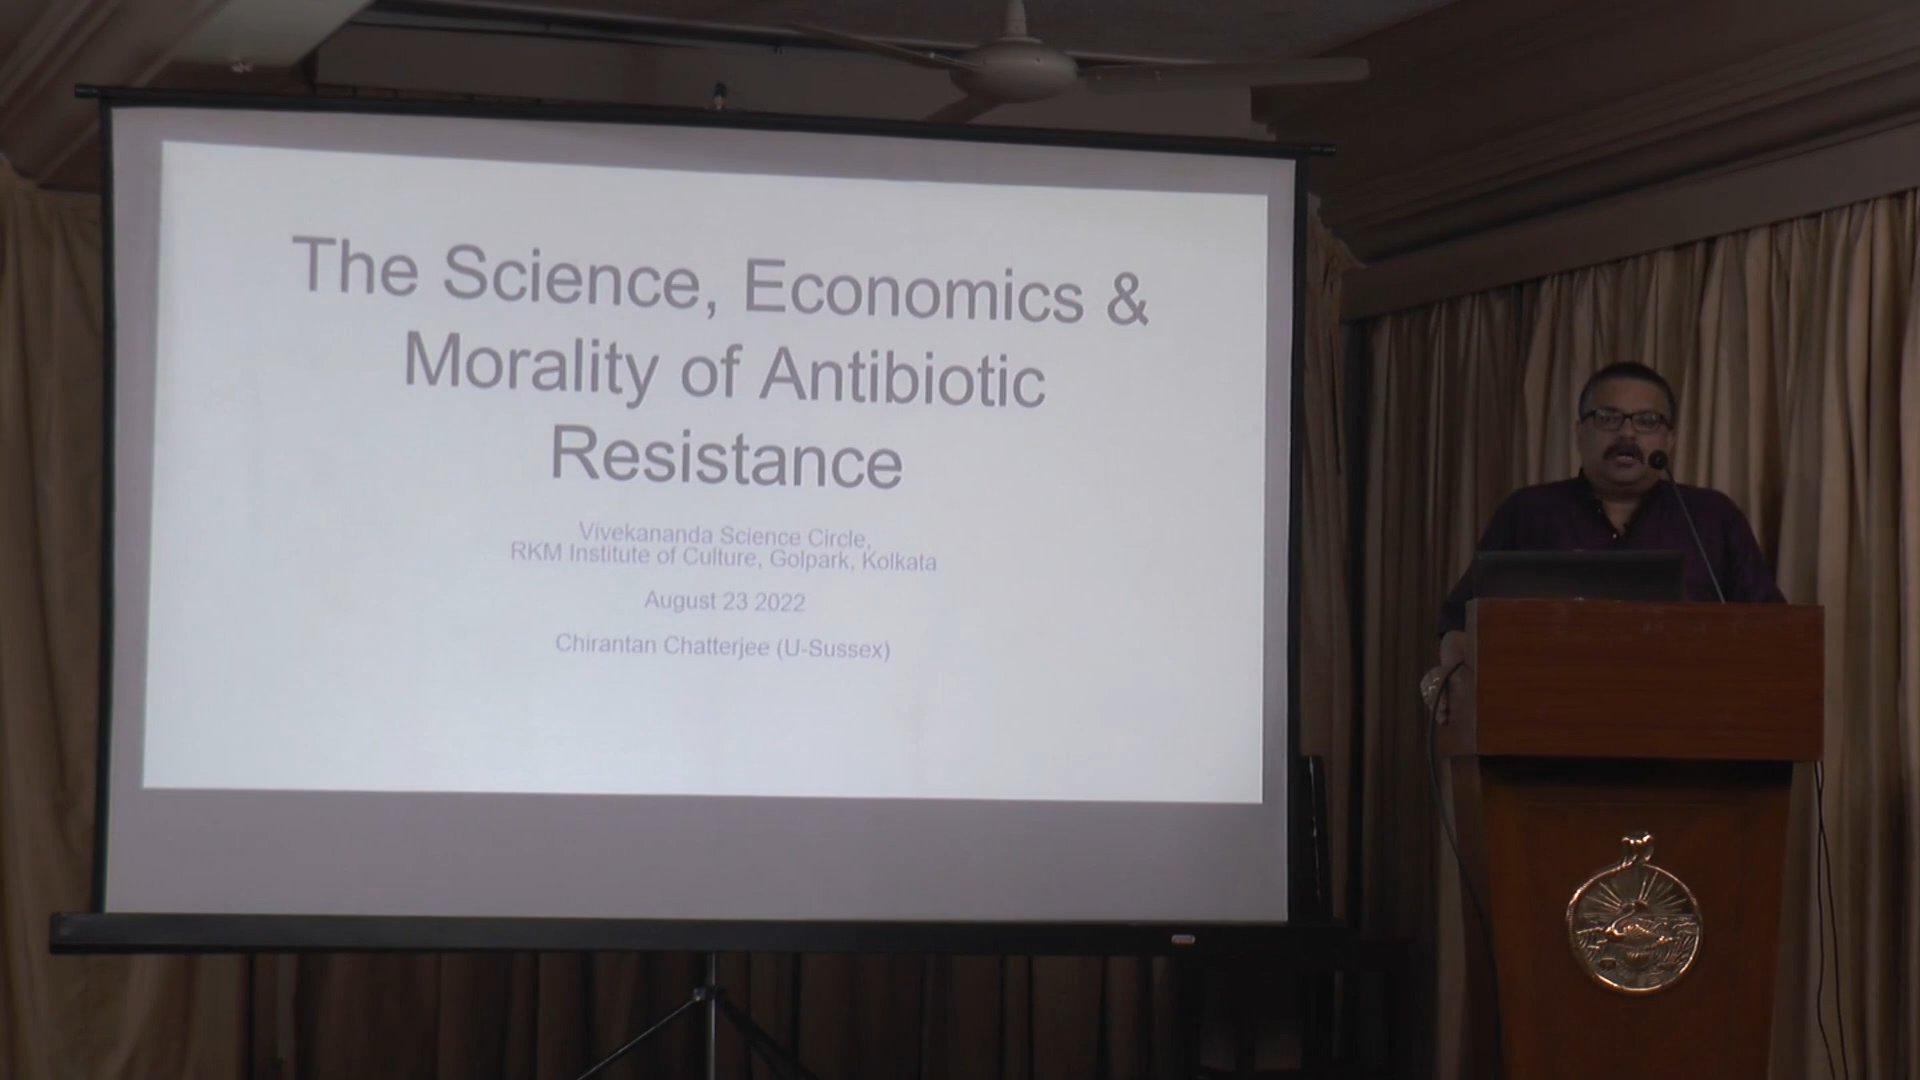 The Science, Economics &
Morality of Antibiotic
Resistance
Vivekananda Science Circle,
RKM Institute of Culture, Golpark, Kolkata
August 23 2022
Chirantan Chatterjee (U-Sussex)